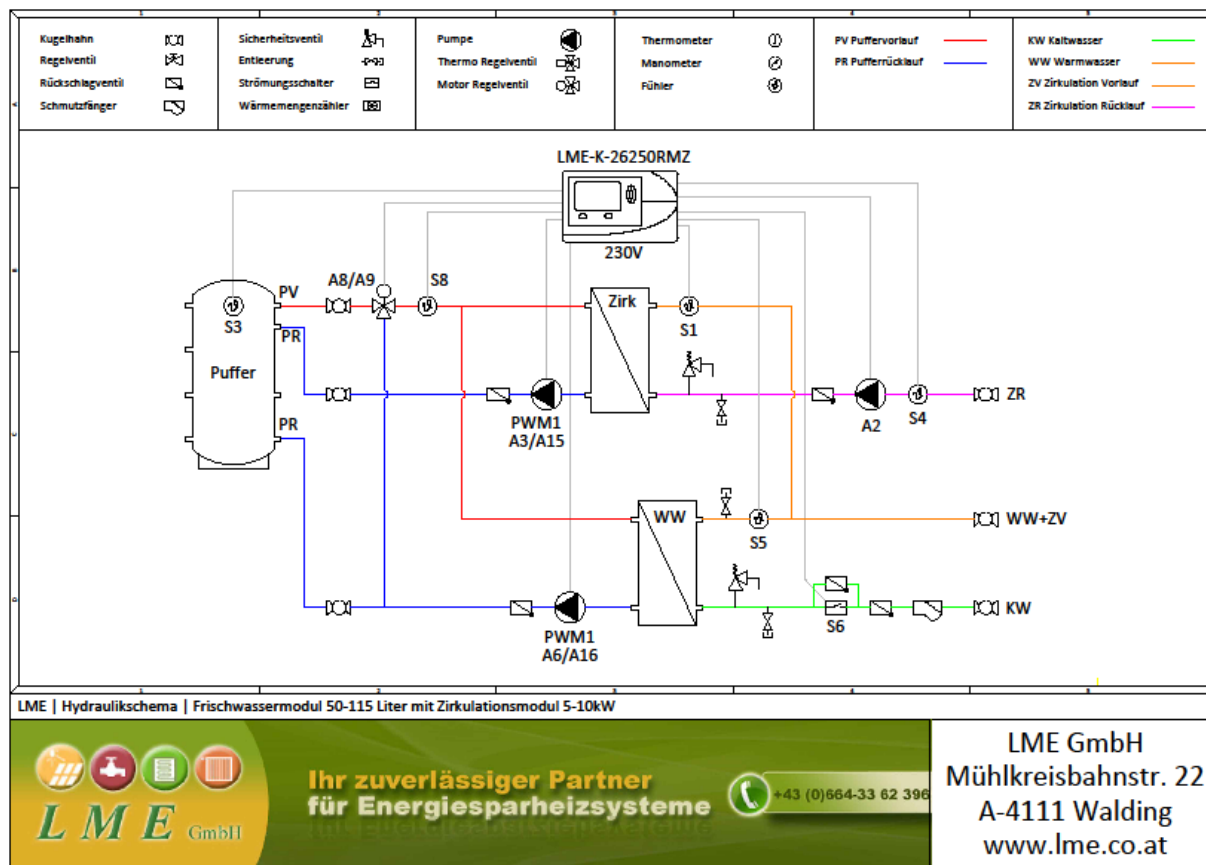 Kugelhahn
Regelventil
Rückschlagventil
Schmutzfänger
Sicherheitsventil
Entleerung
Strömungsschalter
Wärmemengenzähler
Pumpe
Thermo Regelventil
Motor Regelventil
Thermometer
Manometer
Fühler
PV Puffervorlauf
PR Pufferrücklauf
KW Kaltwasser
WW Warmwasser
ZV Zirkulation Vorlauf
ZR Zirkulation Rücklauf
LME-K-26250RMZ
230V
A8/A9
S8
PV
Zirk
S3
S1
PR
Puffer
ZR
PWM1
A3/A15
A2
S4
PR
WW
WW+ZV
S5
KW
S6
PWM1
A6/A16
LME | Hydraulikschema | Frischwassermodul 50-115 Liter mit Zirkulationsmodul 5-10kW
LME GmbH
Ihr zuverlässiger Partner
für Energiesparheizsysteme
+43 (0)664-33 62 396
LME GmbH
Mühlkreisbahnstr. 22
A-4111 Walding
www.lme.co.at